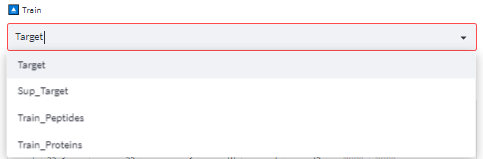 Train
Target
Target
Sup_Target
Train_Peptides
Train_Proteins